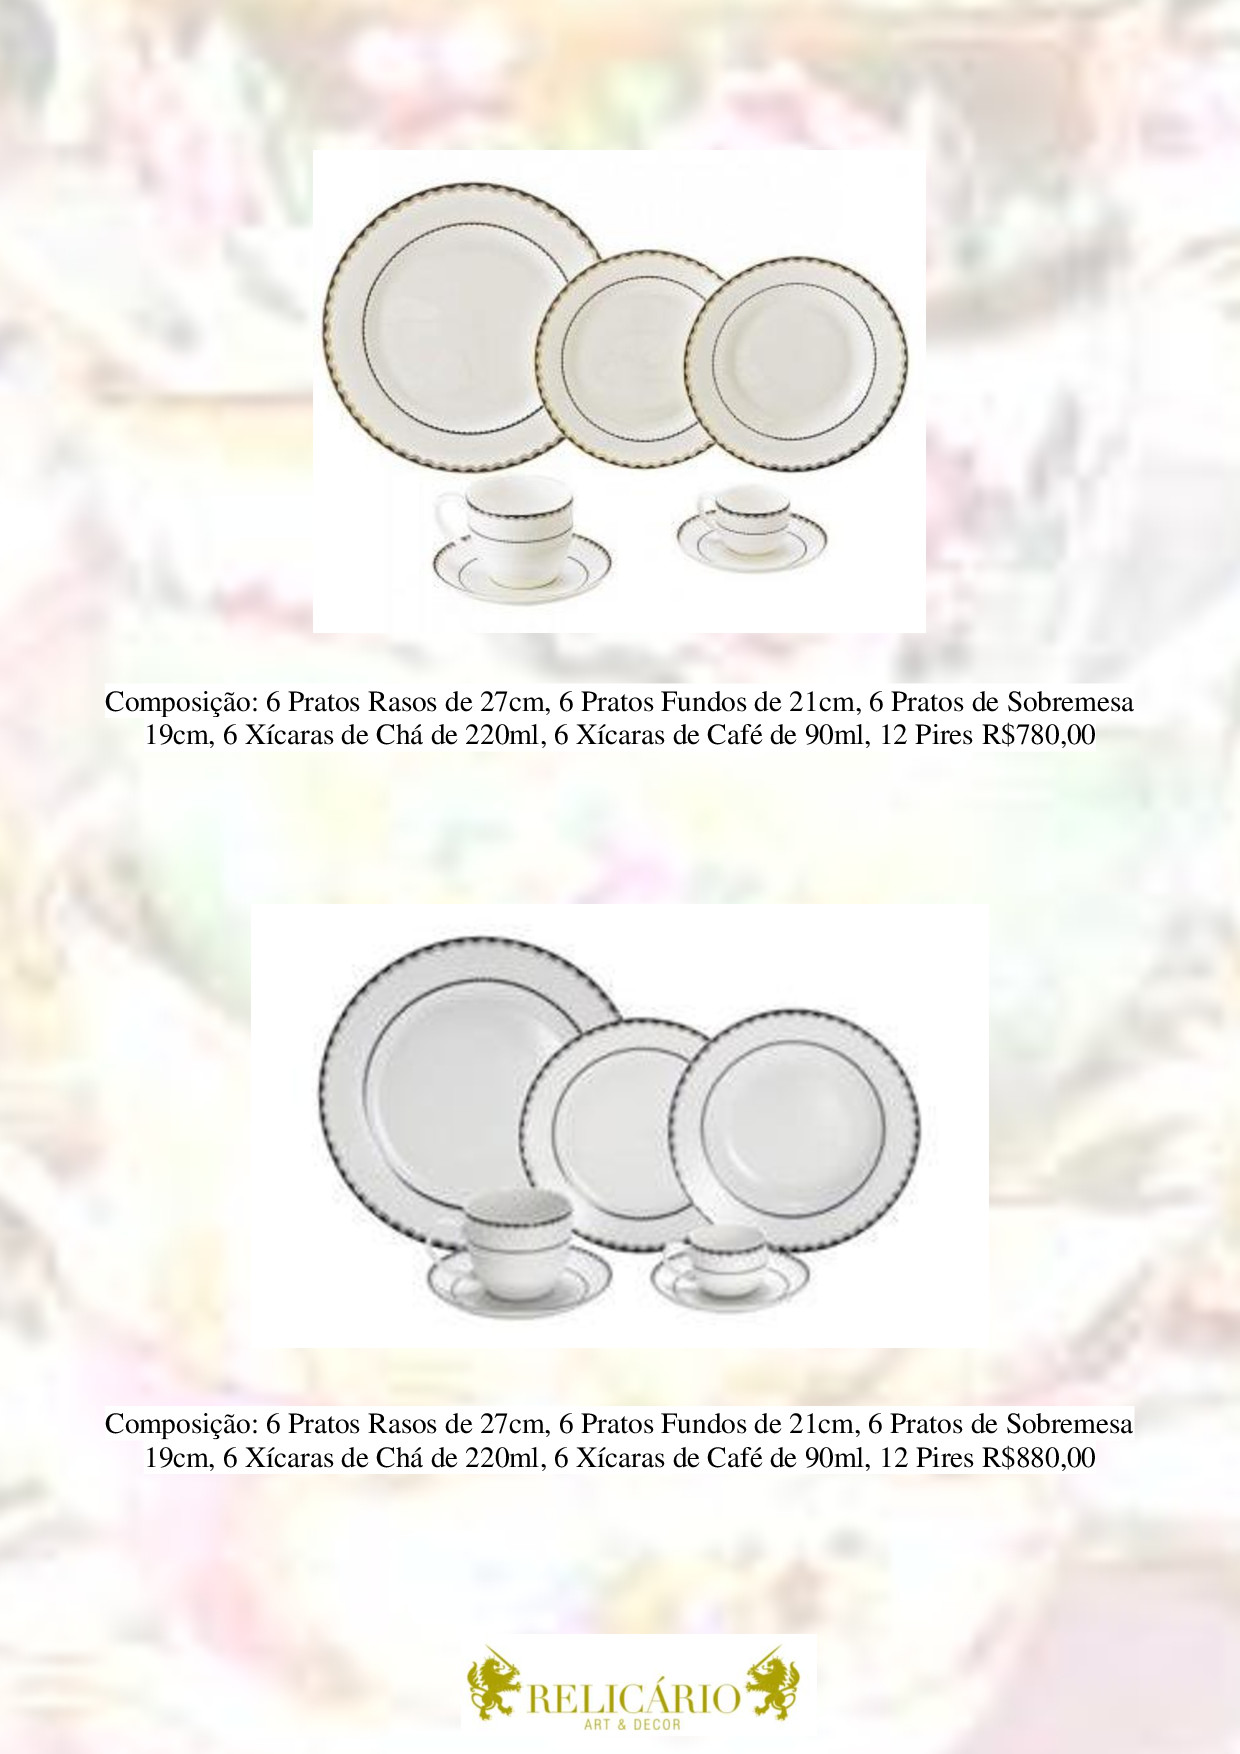 Composição: 6 Pratos Rasos de 27cm, 6 Pratos Fundos de 21cm, 6 Pratos de Sobremesa
19cm, 6 Xícaras de Chá de 220ml, 6 Xícaras de Café de 90ml, 12 Pires R$780,00
Composição: 6 Pratos Rasos de 27cm, 6 Pratos Fundos de 21cm, 6 Pratos de Sobremesa
19cm, 6 Xícaras de Chá de 220ml, 6 Xícaras de Café de 90ml, 12 Pires R$880,00
RELICÁRIO
ART & DECOR